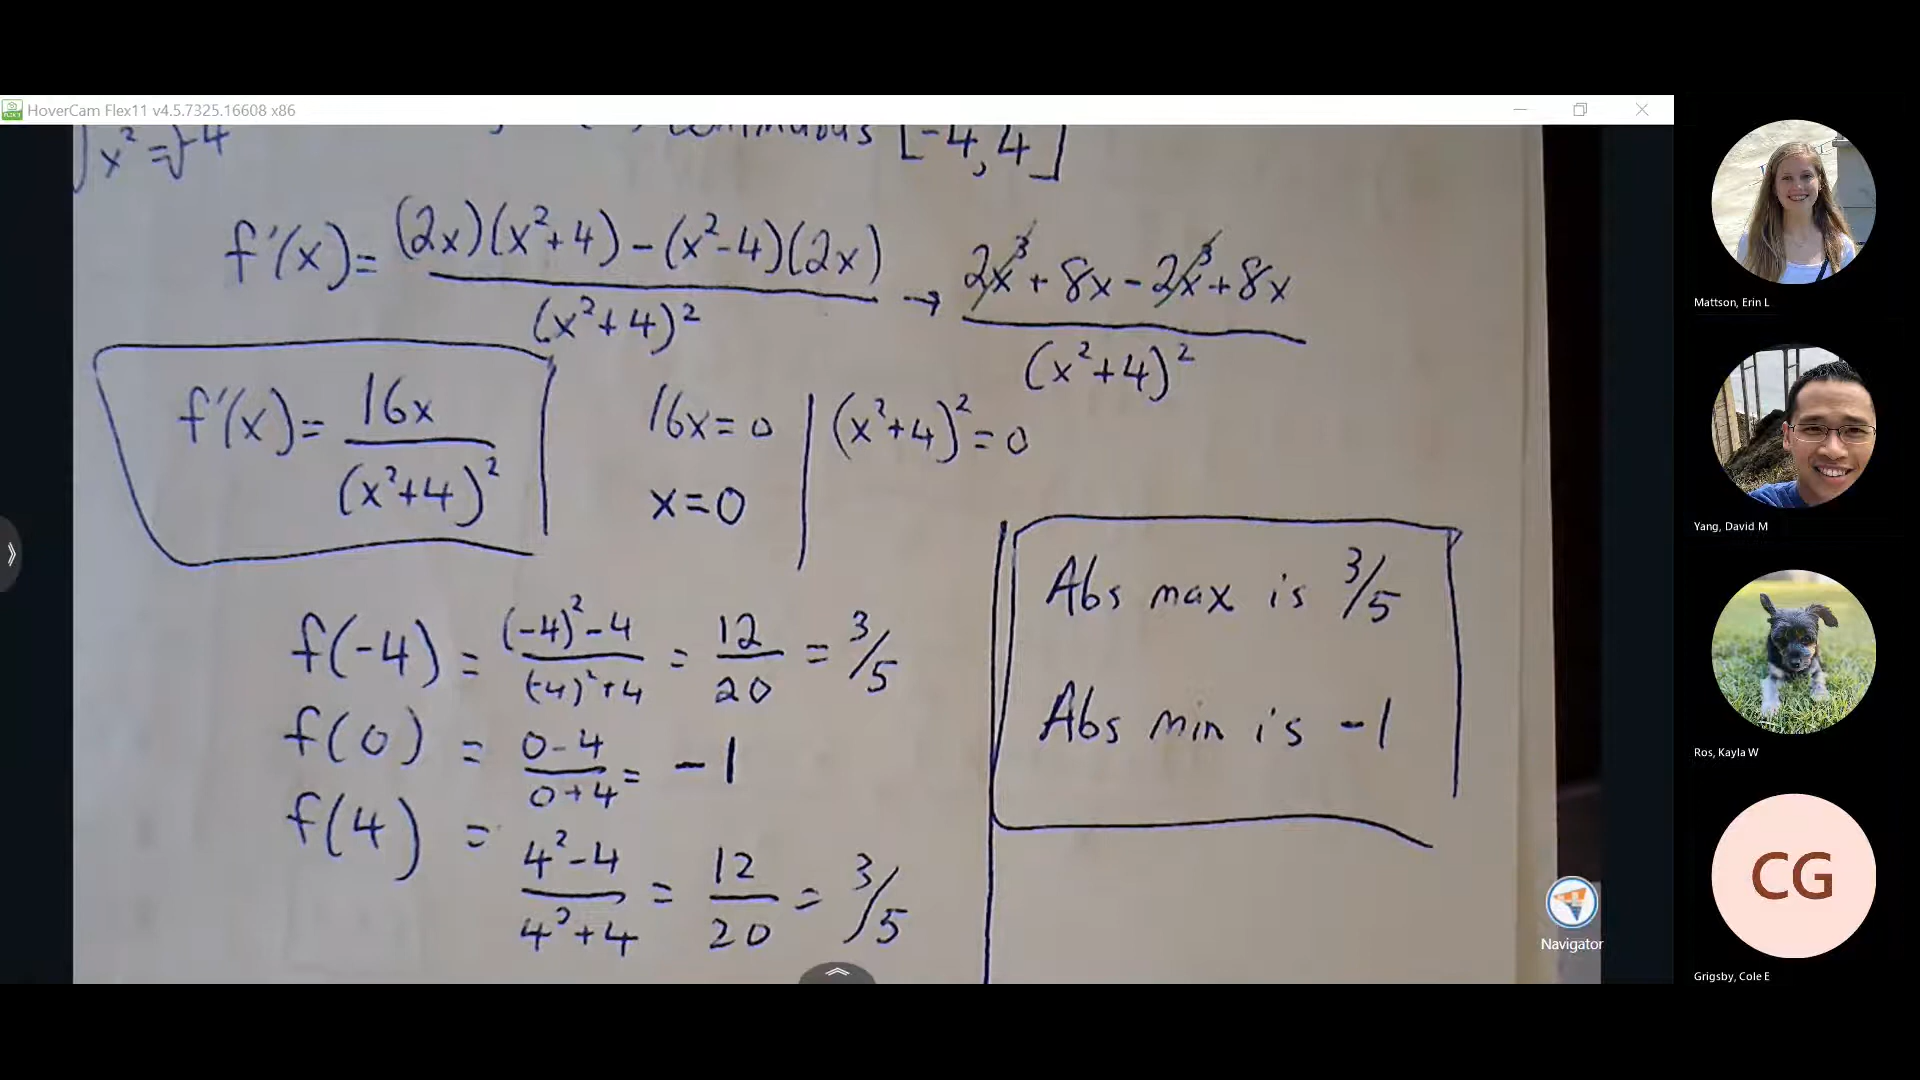 HoverCam Flex11 v4.5.7325.16608 x86
√x² = √-4 continuous [-4, 4]
f'(x) = (2x)(x²+4) - (x²-4)(2x) / (x²+4)² → 2x³ + 8x - 2x³ + 8x / (x²+4)²
f'(x) = 16x / (x²+4)²
16x = 0 | (x²+4)² = 0
x = 0
f(-4) = (-4)²-4 / (-4)²+4 = 12/20 = 3/5
f(0) = 0-4 / 0+4 = -1
f(4) = 4²-4 / 4²+4 = 12/20 = 3/5
Abs max is 3/5
Abs min is -1
Navigator
Mattson, Erin L
Yang, David M
Ros, Kayla W
CG
Grigsby, Cole E